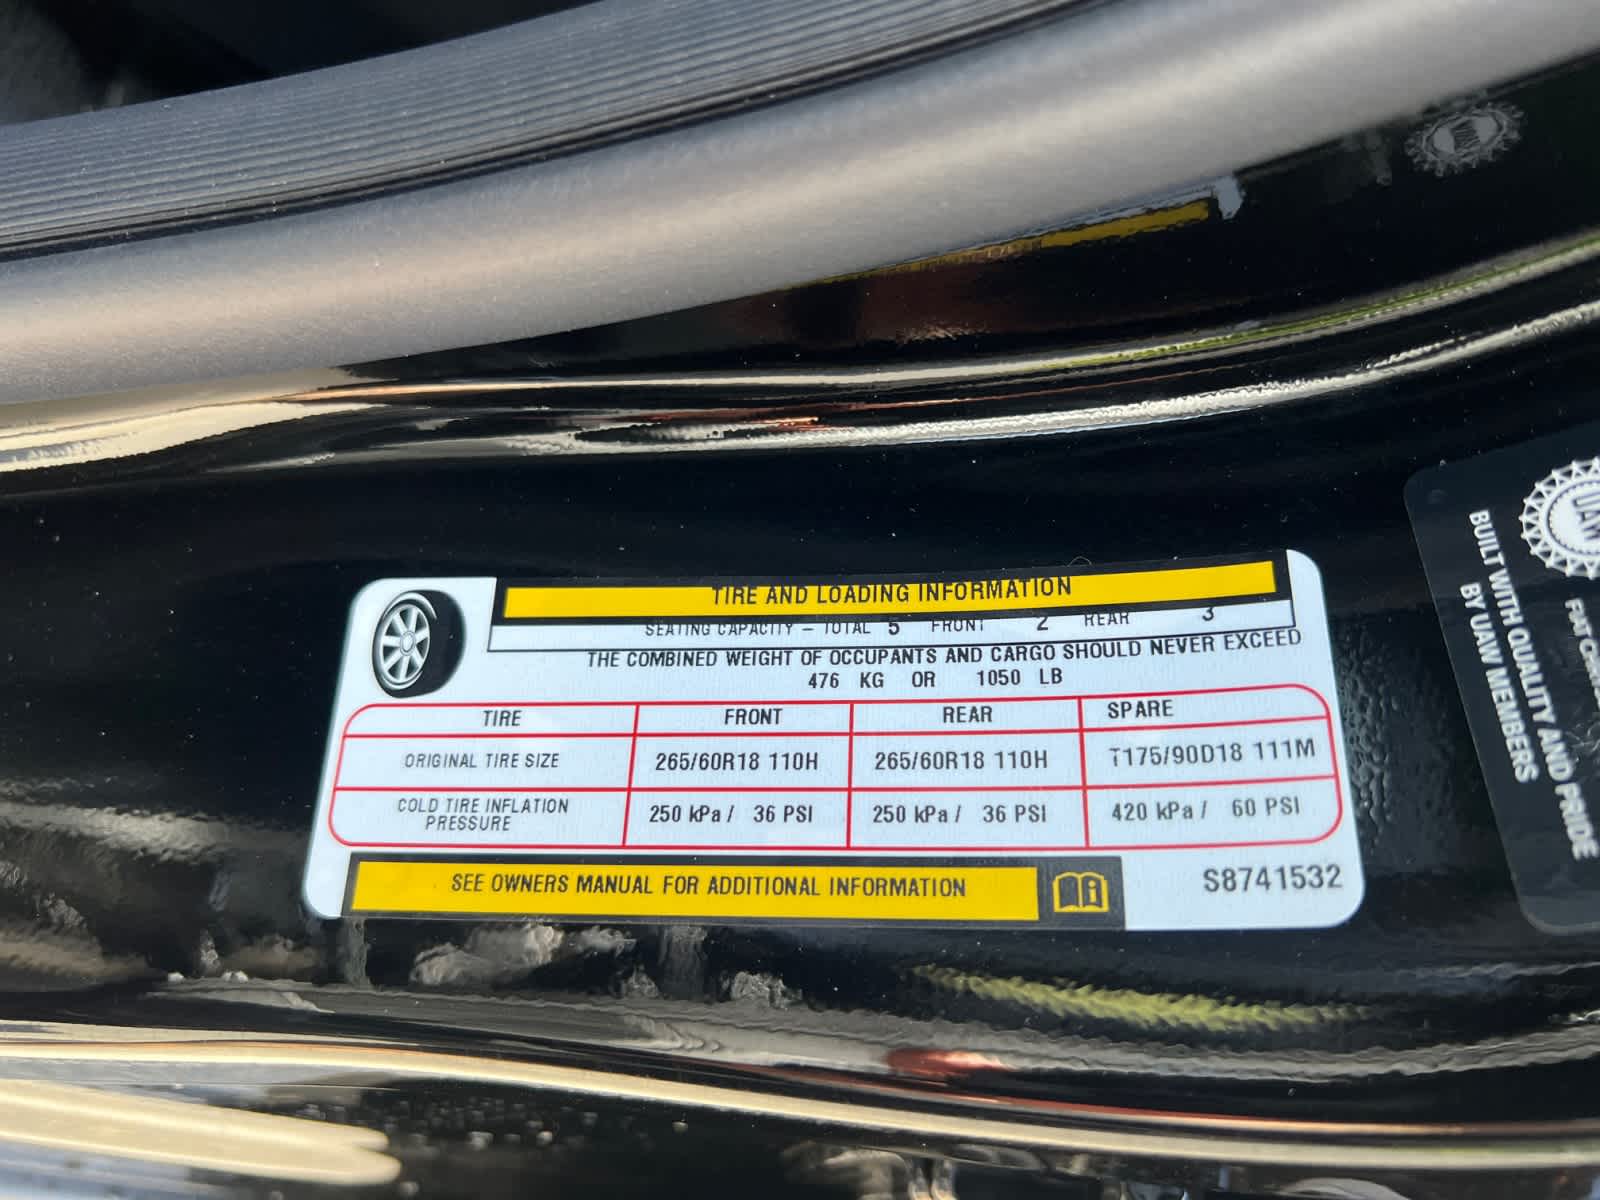 TIRE AND LOADING INFORMATION
SEATING CAPACITY – TOTAL 5 FRONT 2 REAR 3
THE COMBINED WEIGHT OF OCCUPANTS AND CARGO SHOULD NEVER EXCEED
476 KG OR 1050 LB
TIRE FRONT REAR SPARE
ORIGINAL TIRE SIZE 265/60R18 110H 265/60R18 110H T175/90D18 111M
COLD TIRE INFLATION
PRESSURE 250 kPa / 36 PSI 250 kPa / 36 PSI 420 kPa / 60 PSI
SEE OWNERS MANUAL FOR ADDITIONAL INFORMATION
S8741532
UAW
BUILT WITH QUALITY AND PRIDE
BY UAW MEMBERS
FIAT